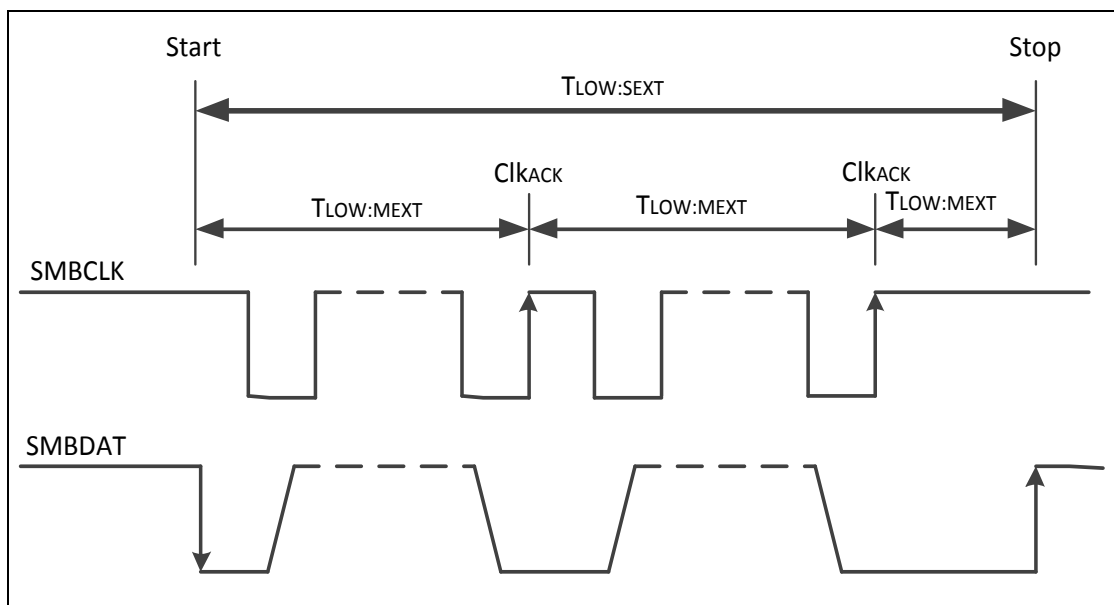 Start Stop
TLOW:SEXT
ClkACK ClkACK
TLOW:MEXT TLOW:MEXT TLOW:MEXT
SMBCLK
SMBDAT